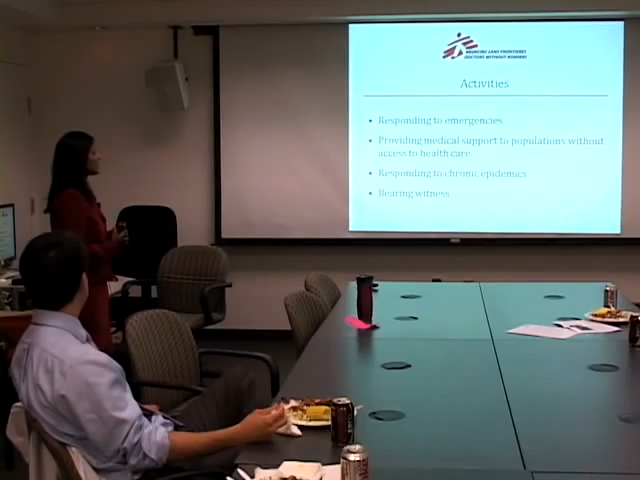 MEDECINS SANS FRONTIERES
DOCTORS WITHOUT BORDERS
Activities
• Responding to emergencies
• Providing medical support to populations without
access to health care
• Responding to chronic epidemics
• Bearing witness